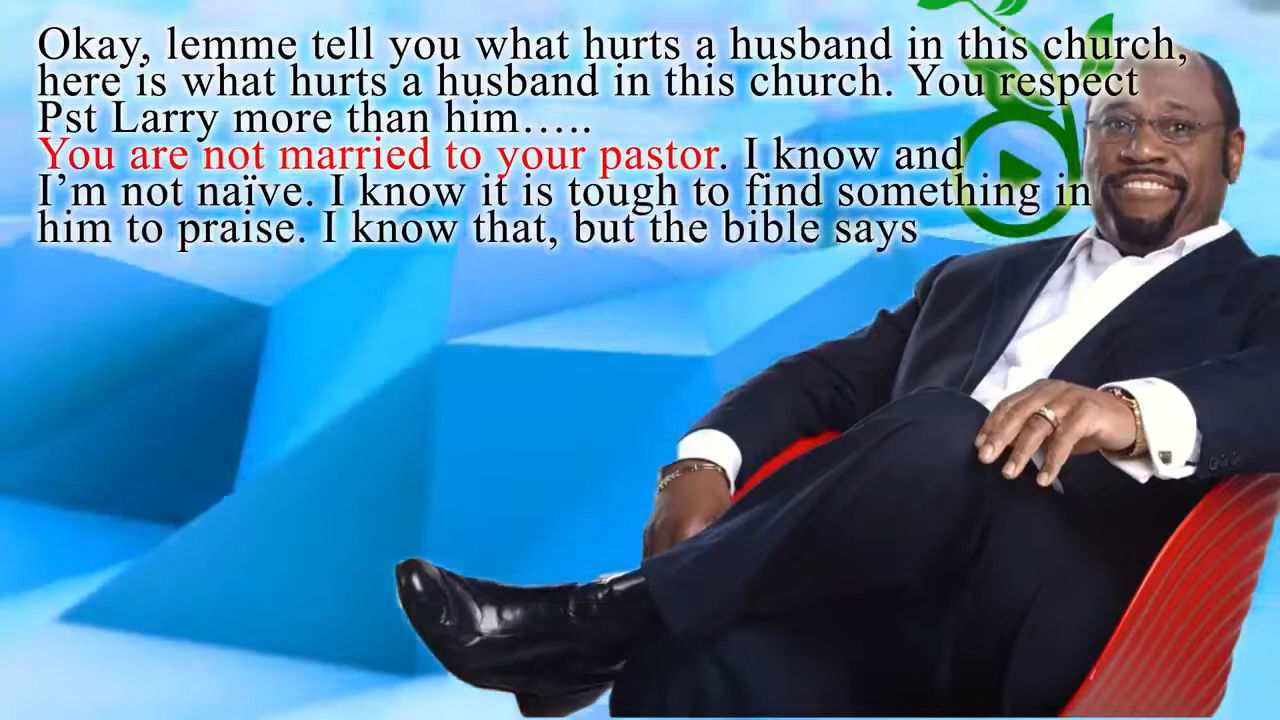 Okay, lemme tell you what hurts a husband in this church,
here is what hurts a husband in this church. You respect
Pst Larry more than him…..
You are not married to your pastor. I know and
I’m not naïve. I know it is tough to find something in
him to praise. I know that, but the bible says